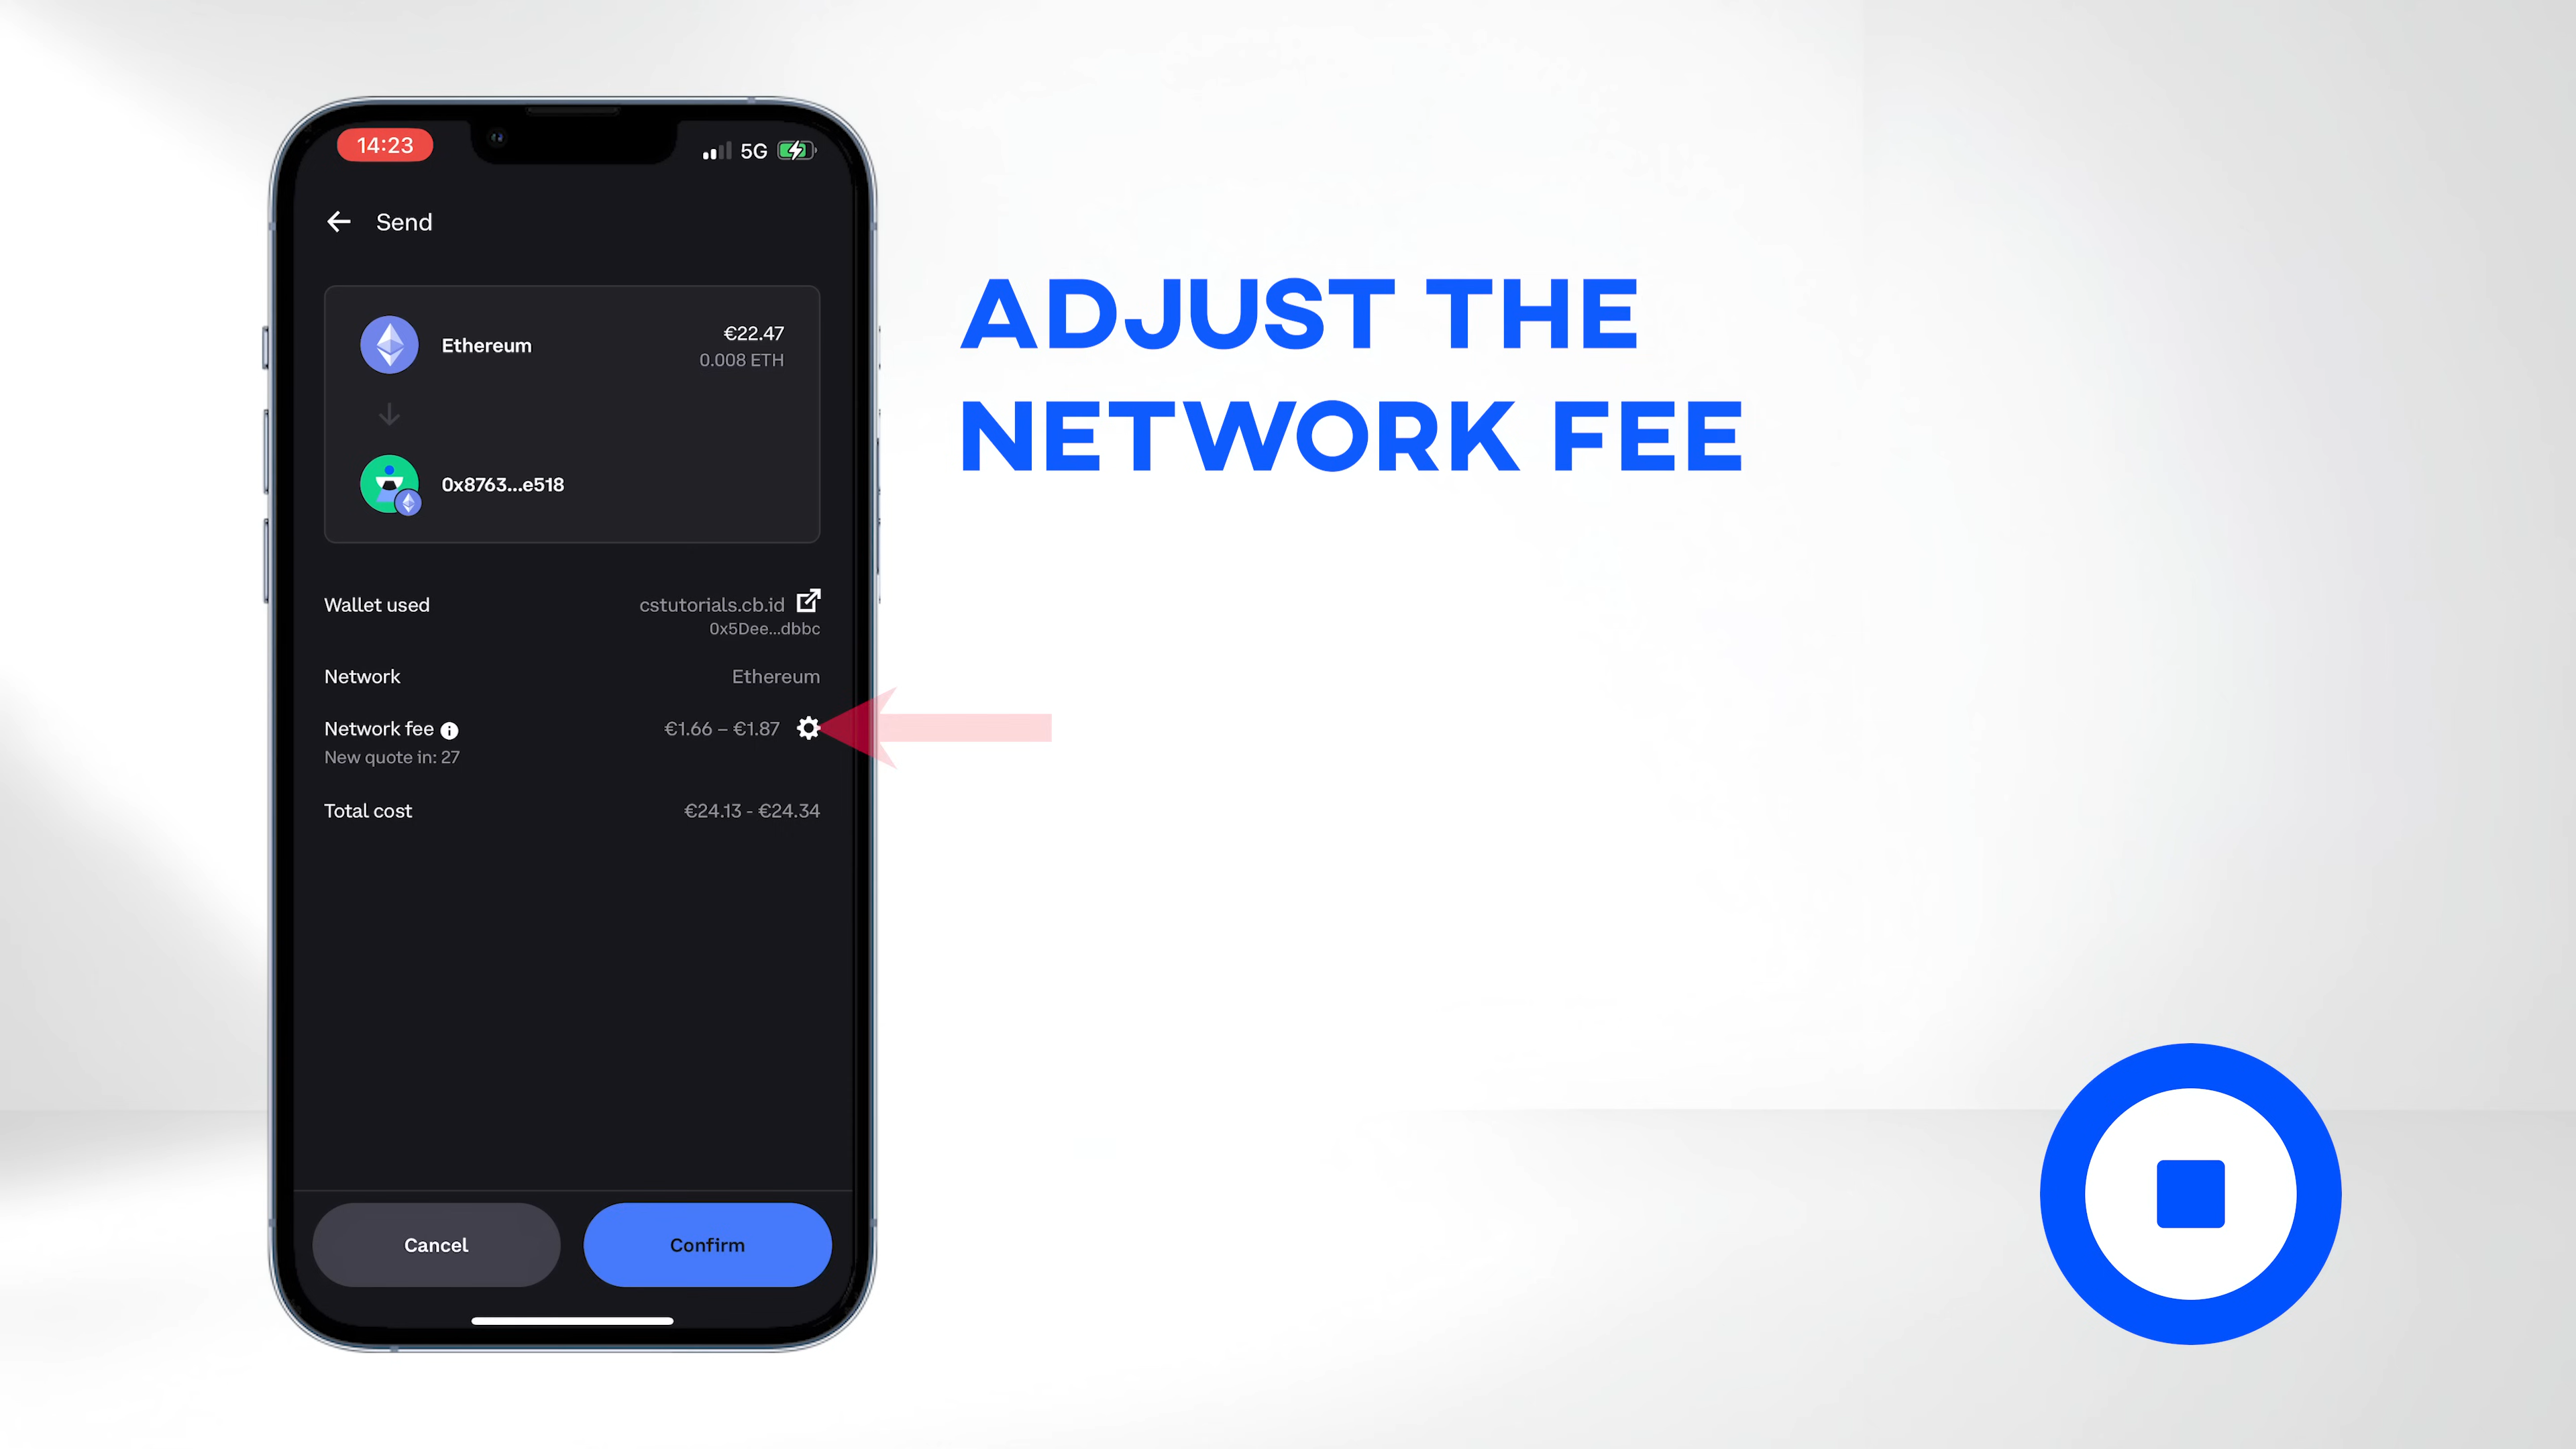 14:23
5G
Send
Ethereum
€22.47
0.008 ETH
0x8763...e518
Wallet used
cstutorials.cb.id
0x5Dee...dbbc
Network
Ethereum
Network fee
€1.66 – €1.87
New quote in: 27
Total cost
€24.13 - €24.34
Cancel
Confirm
ADJUST THE
NETWORK FEE